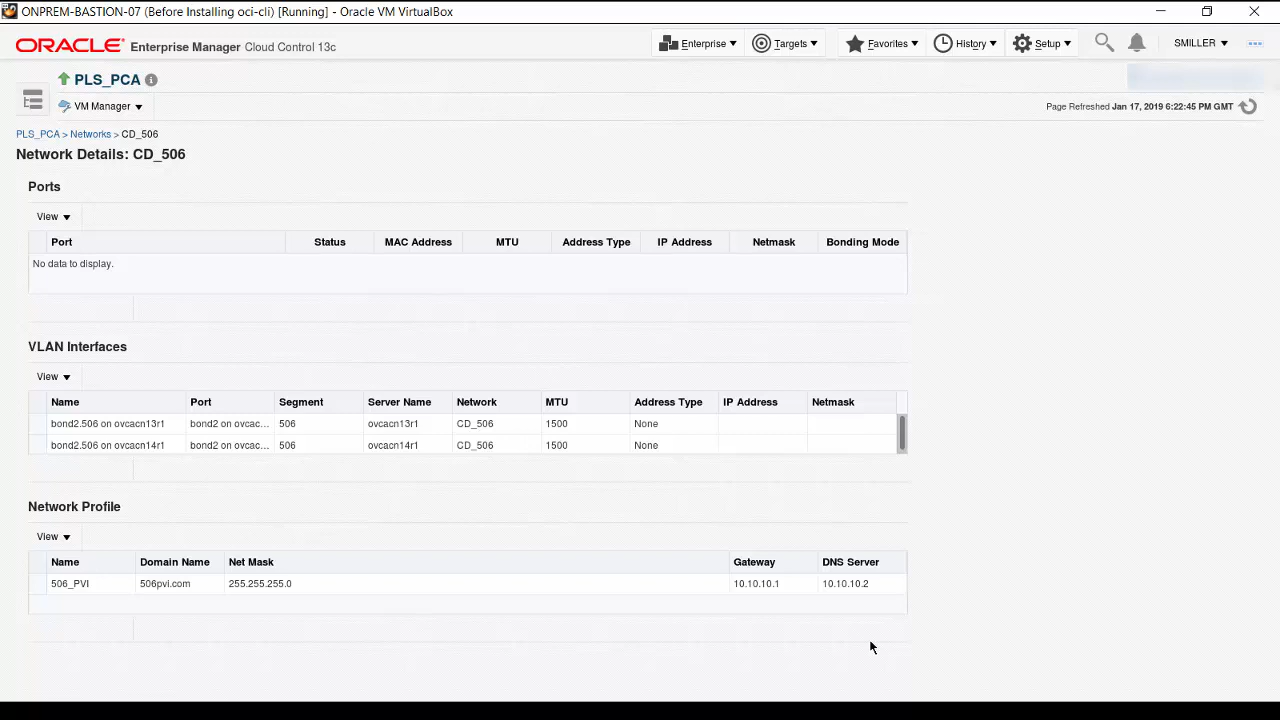 ONPREM-BASTION-07 (Before Installing oci-cli) [Running] - Oracle VM VirtualBox
ORACLE Enterprise Manager Cloud Control 13c Enterprise Targets Favorites History Setup SMILLER
PLS_PCA
VM Manager Page Refreshed Jan 17, 2019 6:22:45 PM GMT
PLS_PCA > Networks > CD_506
Network Details: CD_506
Ports
View
Port Status MAC Address MTU Address Type IP Address Netmask Bonding Mode
No data to display.
VLAN Interfaces
View
Name Port Segment Server Name Network MTU Address Type IP Address Netmask
bond2.506 on ovcacn13r1 bond2 on ovcac... 506 ovcacn13r1 CD_506 1500 None
bond2.506 on ovcacn14r1 bond2 on ovcac... 506 ovcacn14r1 CD_506 1500 None
Network Profile
View
Name Domain Name Net Mask Gateway DNS Server
506_PVI 506pvi.com 255.255.255.0 10.10.10.1 10.10.10.2